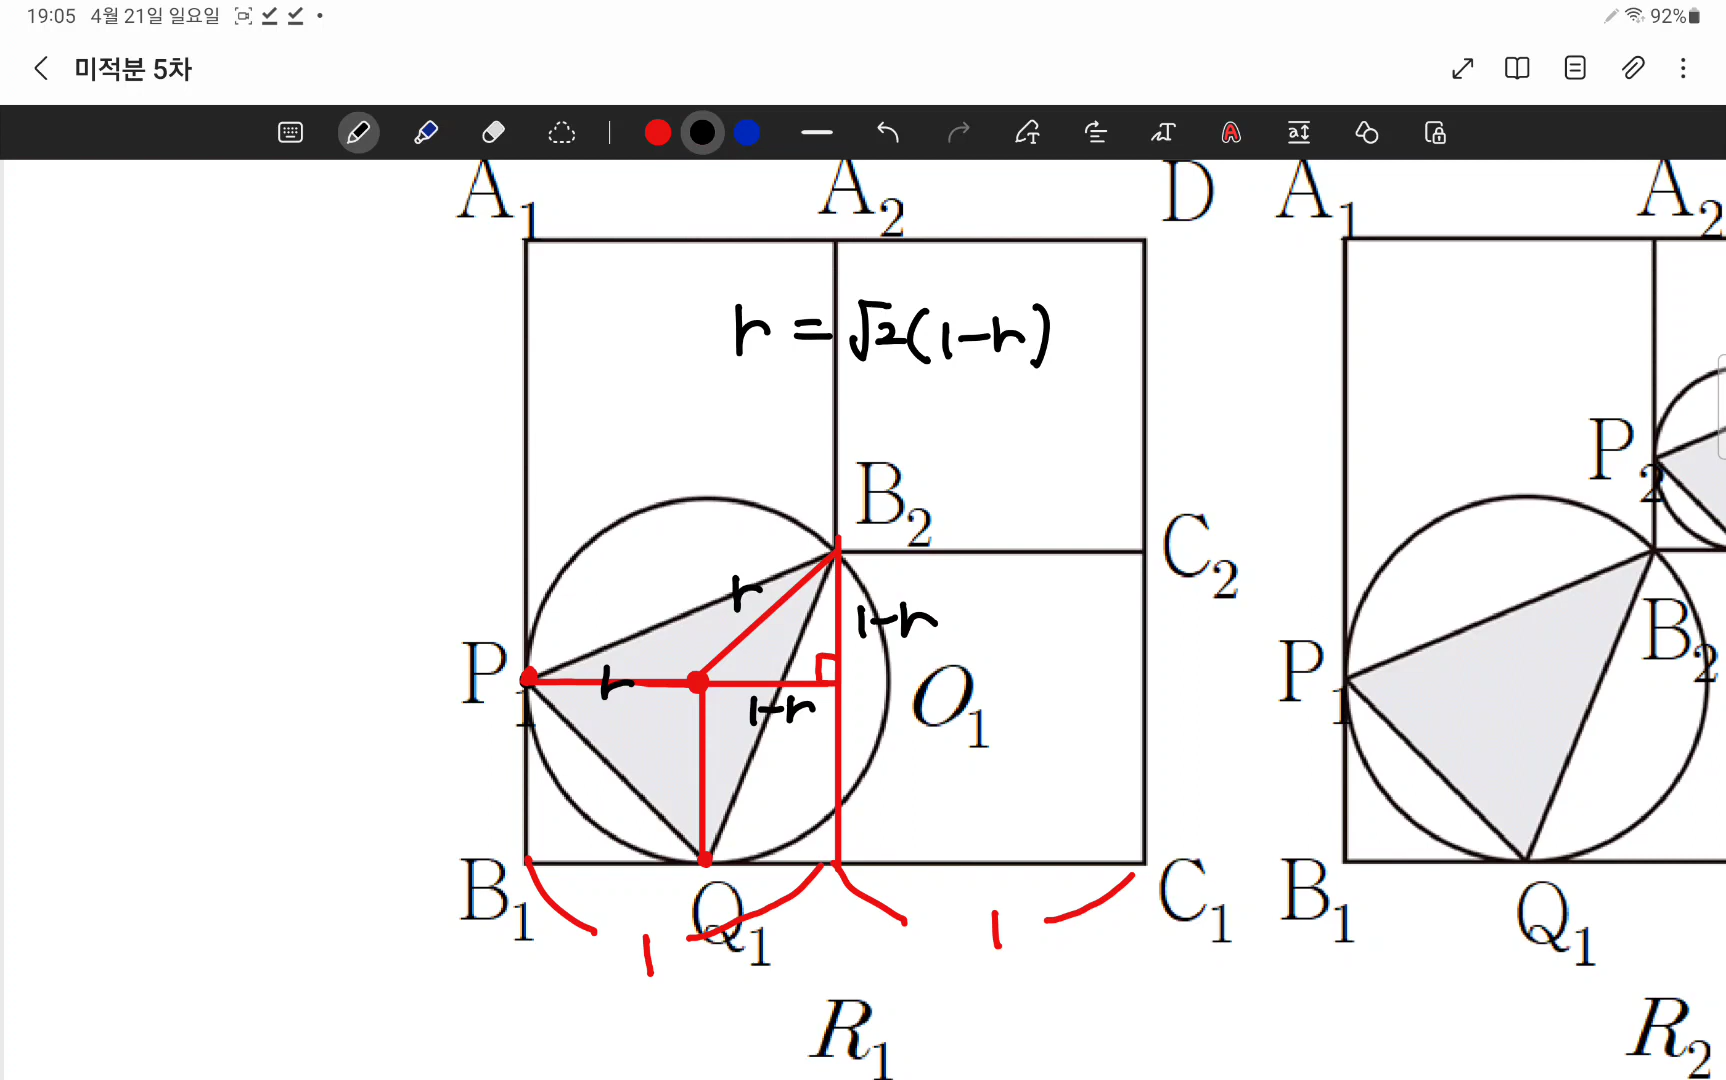 19:05 4월 21일 일요일 92%
미적분 5차
A₁ A₂ D A₁ A₂
r = √2(1-r)
P₂
B₂
C₂
r
1-r
B₂
P₁ r O₁ P₁
1-r
B₁ Q₁ C₁ B₁ Q₁
1 1
R₁ R₂